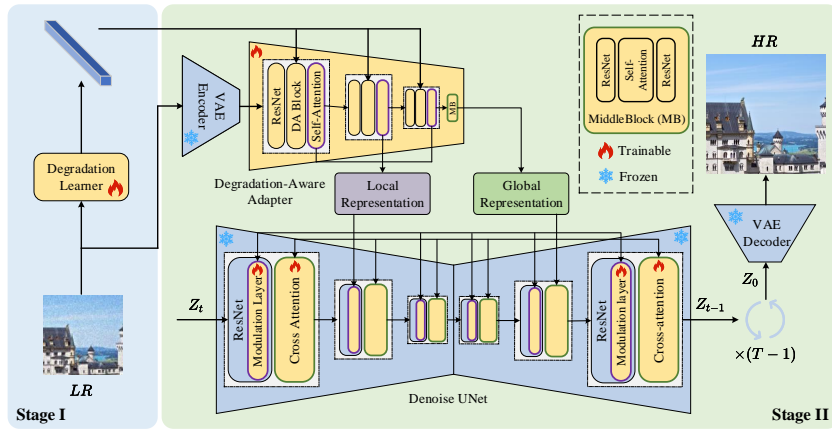 HR
ResNet
Self-Attention
ResNet
MiddleBlock (MB)
Trainable
Frozen
VAE Encoder
ResNet
DA Block
Self-Attention
MB
Degradation Learner
Degradation-Aware Adapter
Local Representation
Global Representation
VAE Decoder
Z0
Zt
ResNet
Modulation Layer
Cross Attention
ResNet
Modulation layer
Cross-attention
Zt-1
×(T − 1)
LR
Denoise UNet
Stage I
Stage II